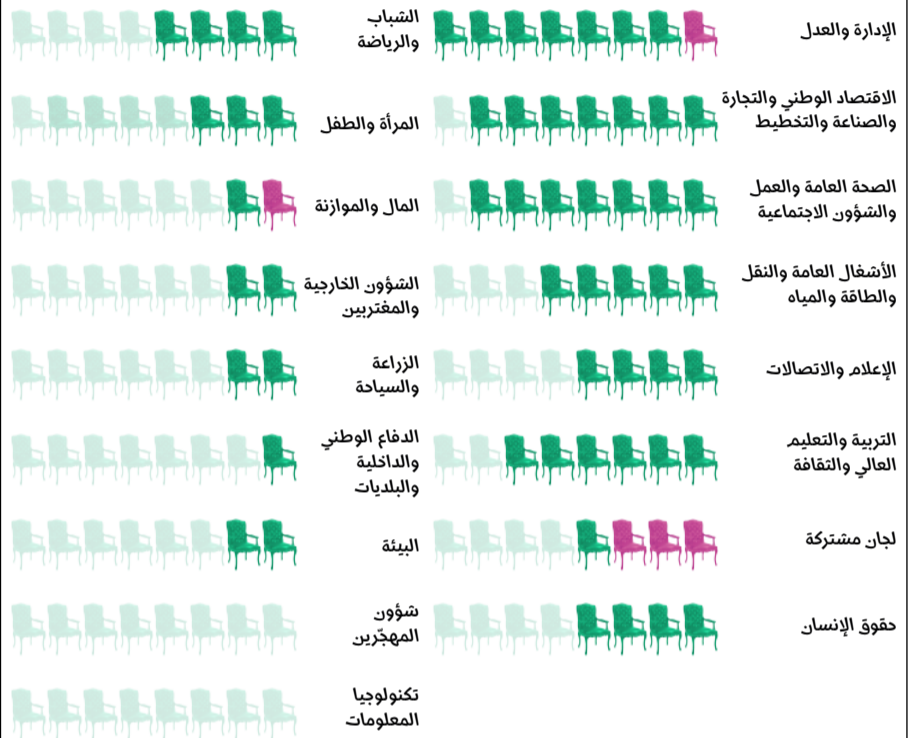 الإدارة والعدل
الاقتصاد الوطني والتجارة
والصناعة والتخطيط
الصحة العامة والعمل
والشؤون الاجتماعية
الأشغال العامة والنقل
والطاقة والمياه
الإعلام والاتصالات
التربية والتعليم
العالي والثقافة
لجان مشتركة
حقوق الإنسان
الشباب
والرياضة
المرأة والطفل
المال والموازنة
الشؤون الخارجية
والمغتربين
الزراعة
والسياحة
الدفاع الوطني
والداخلية
والبلديات
البيئة
شؤون
المهجّرين
تكنولوجيا
المعلومات